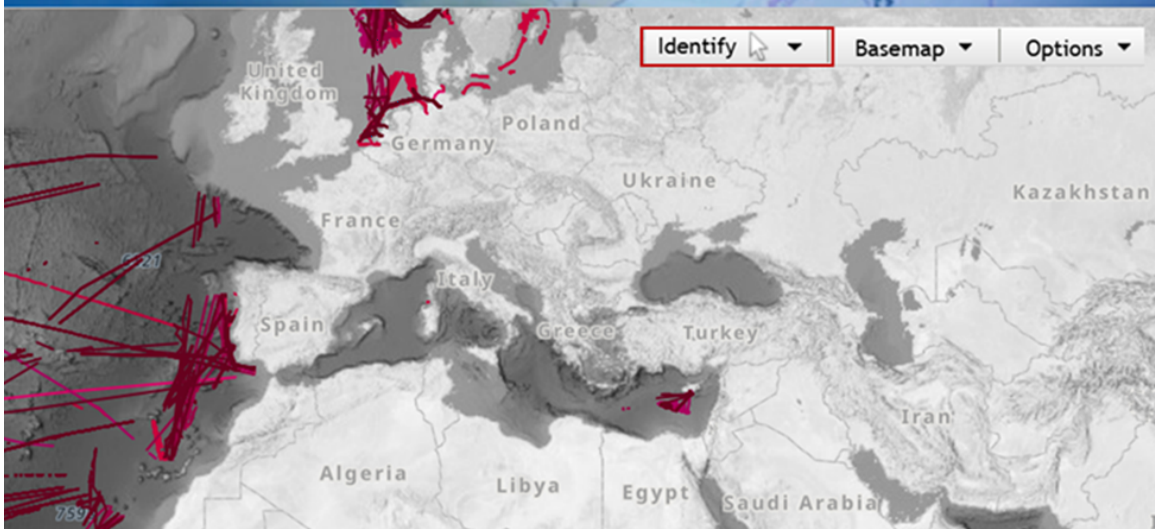 Identify
Basemap
Options
United
Kingdom
Poland
Germany
Ukraine
Kazakhstan
France
Italy
Spain
Greece
Turkey
Iran
Algeria
Libya
Egypt
Saudi Arabia
759